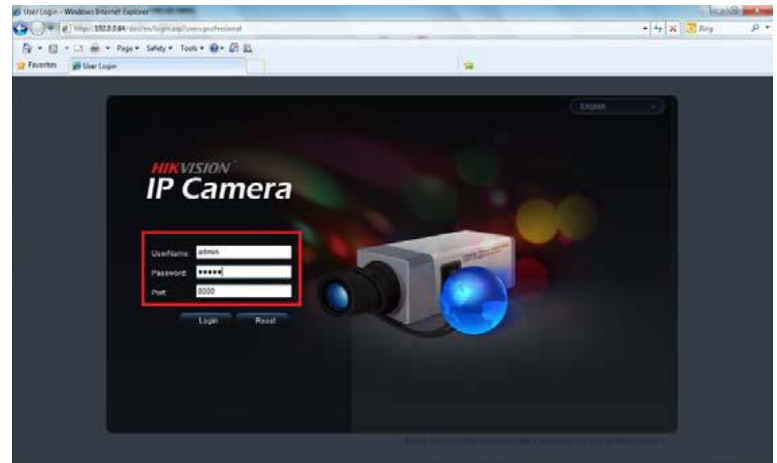 User Login - Windows Internet Explorer
Page Safety Tools
Bing
Favorites User Login
English
HIKVISION
IP Camera
UserName: admin
Password: •••••
Port: 8000
Login Reset